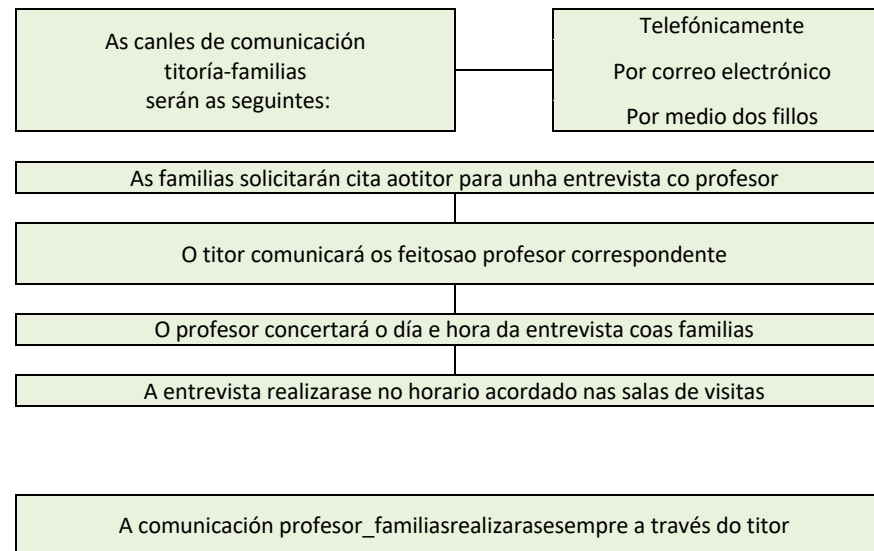 As canles de comunicación
titoría-familias
serán as seguintes:
Telefónicamente
Por correo electrónico
Por medio dos fillos
As familias solicitarán cita aotitor para unha entrevista co profesor
O titor comunicará os feitosao profesor correspondente
O profesor concertará o día e hora da entrevista coas familias
A entrevista realizarase no horario acordado nas salas de visitas
A comunicación profesor_familiasrealizarasesempre a través do titor